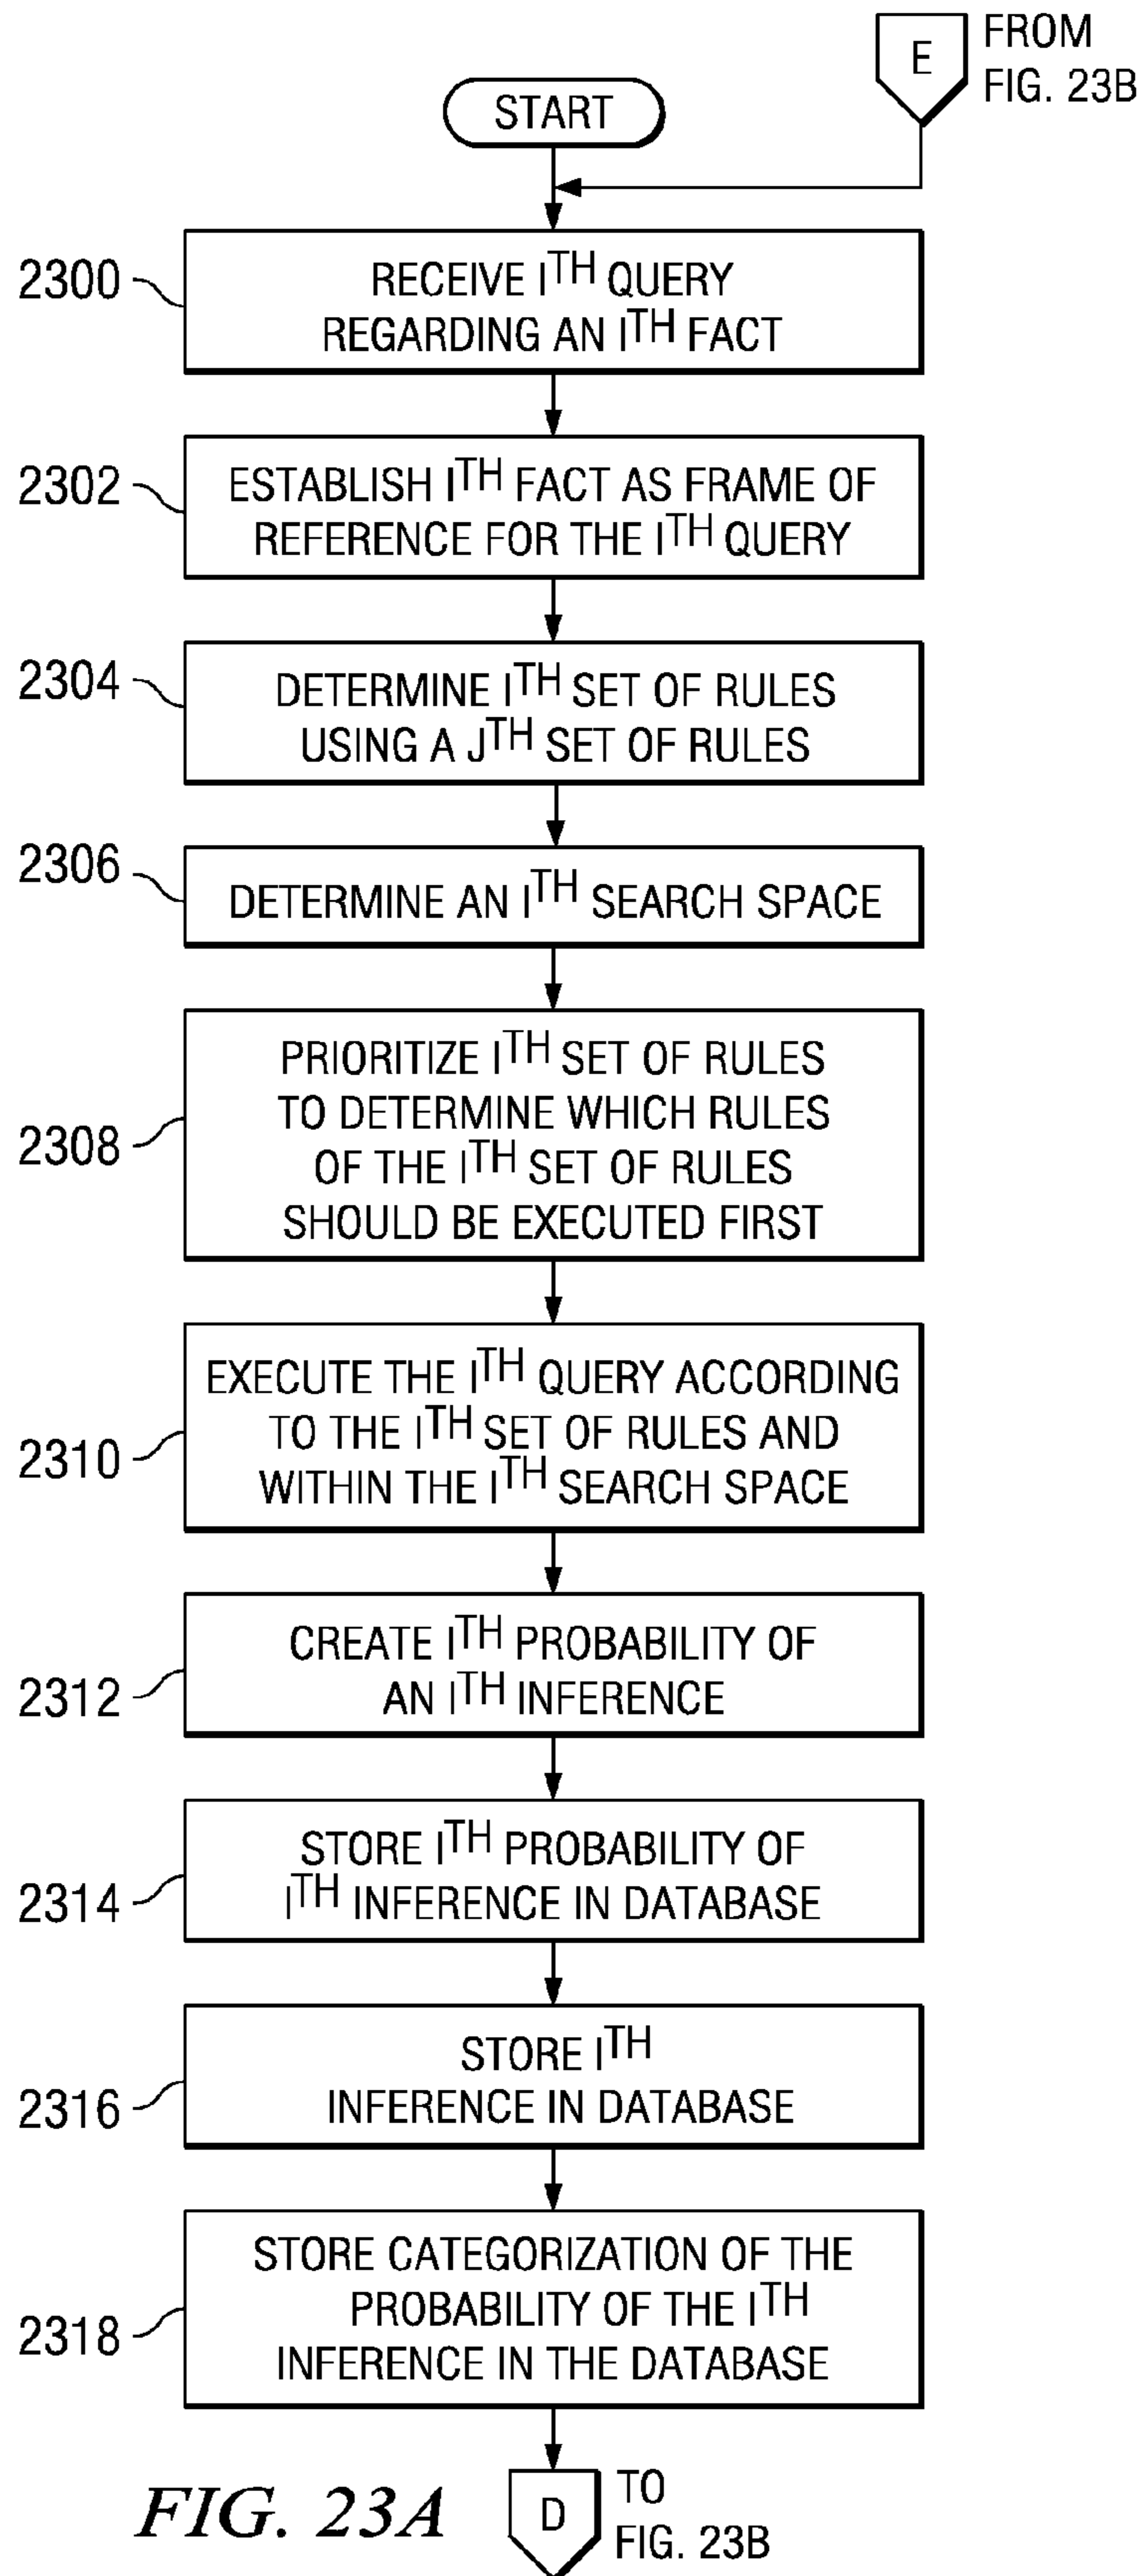 E
FROM
FIG. 23B
START
2300
RECEIVE ITH QUERY
REGARDING AN ITH FACT
2302
ESTABLISH ITH FACT AS FRAME OF
REFERENCE FOR THE ITH QUERY
2304
DETERMINE ITH SET OF RULES
USING A JTH SET OF RULES
2306
DETERMINE AN ITH SEARCH SPACE
2308
PRIORITIZE ITH SET OF RULES
TO DETERMINE WHICH RULES
OF THE ITH SET OF RULES
SHOULD BE EXECUTED FIRST
2310
EXECUTE THE ITH QUERY ACCORDING
TO THE ITH SET OF RULES AND
WITHIN THE ITH SEARCH SPACE
2312
CREATE ITH PROBABILITY OF
AN ITH INFERENCE
2314
STORE ITH PROBABILITY OF
ITH INFERENCE IN DATABASE
2316
STORE ITH
INFERENCE IN DATABASE
2318
STORE CATEGORIZATION OF THE
PROBABILITY OF THE ITH
INFERENCE IN THE DATABASE
FIG. 23A
D
TO
FIG. 23B